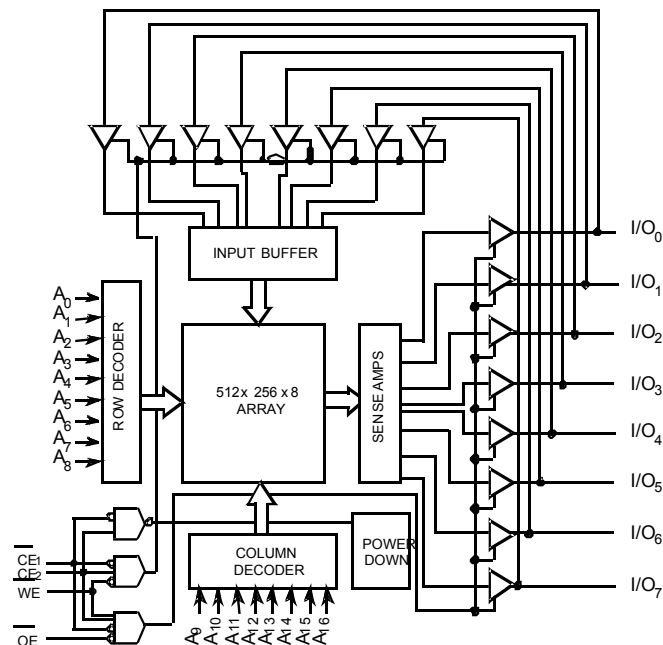 INPUT BUFFER
I/O0
I/O1
I/O2
I/O3
I/O4
I/O5
I/O6
I/O7
A0
A1
A2
A3
A4
A5
A6
A7
A8
ROW DECODER
512x 256 x 8
ARRAY
SENSE AMPS
CE1
CE2
WE
OE
COLUMN
DECODER
POWER
DOWN
A9
A10
A11
A12
A13
A14
A15
A16